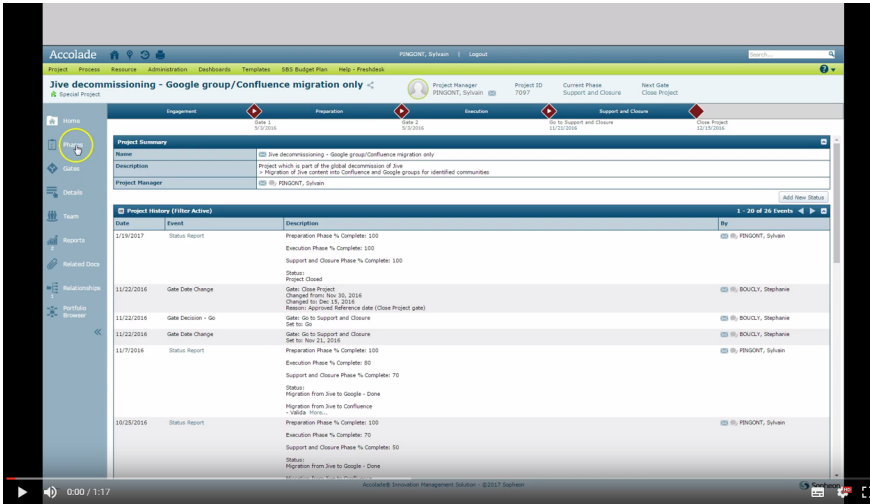 Accolade
PINGONT, Sylvain | Logout
Search...
Project Process Resource Administration Dashboards Templates SBS Budget Plan Help - Freshdesk
Jive decommissioning - Google group/Confluence migration only
Special Project
Project Manager
PINGONT, Sylvain
Project ID
7097
Current Phase
Support and Closure
Next Gate
Close Project
Engagement
Preparation
Execution
Support and Closure
Gate 1
5/3/2016
Gate 2
5/3/2016
Go to Support and Closure
11/21/2016
Close Project
12/15/2016
Home
Phases
Gates
Details
Team
Reports
Related Docs
Relationships
Portfolio
Browser
Project Summary
Name Jive decommissioning - Google group/Confluence migration only
Description Project which is part of the global decommission of Jive
> Migration of Jive content into Confluence and Google groups for identified communities
Project Manager PINGONT, Sylvain
Add New Status
Project History (Filter Active) 1 - 20 of 26 Events
Date Event Description By
1/19/2017 Status Report Preparation Phase % Complete: 100 PINGONT, Sylvain
Execution Phase % Complete: 100
Support and Closure Phase % Complete: 100
Status:
Project Closed
11/22/2016 Gate Date Change Gate: Close Project BOUCLY, Stephanie
Changed from: Nov 30, 2016
Changed to: Dec 15, 2016
Reason: Approved Reference date (Close Project gate)
11/22/2016 Gate Decision - Go Gate: Go to Support and Closure BOUCLY, Stephanie
Set to: Go
11/22/2016 Gate Date Change Gate: Go to Support and Closure BOUCLY, Stephanie
Set to: Nov 21, 2016
11/7/2016 Status Report Preparation Phase % Complete: 100 PINGONT, Sylvain
Execution Phase % Complete: 80
Support and Closure Phase % Complete: 70
Status:
Migration from Jive to Google - Done
Migration from Jive to Confluence
- Valida More...
10/25/2016 Status Report Preparation Phase % Complete: 100 PINGONT, Sylvain
Execution Phase % Complete: 70
Support and Closure Phase % Complete: 50
Status:
Migration from Jive to Google - Done
Accolade® Innovation Management Solution - ©2017 Sopheon
Sopheon
0:00 / 1:17
HD